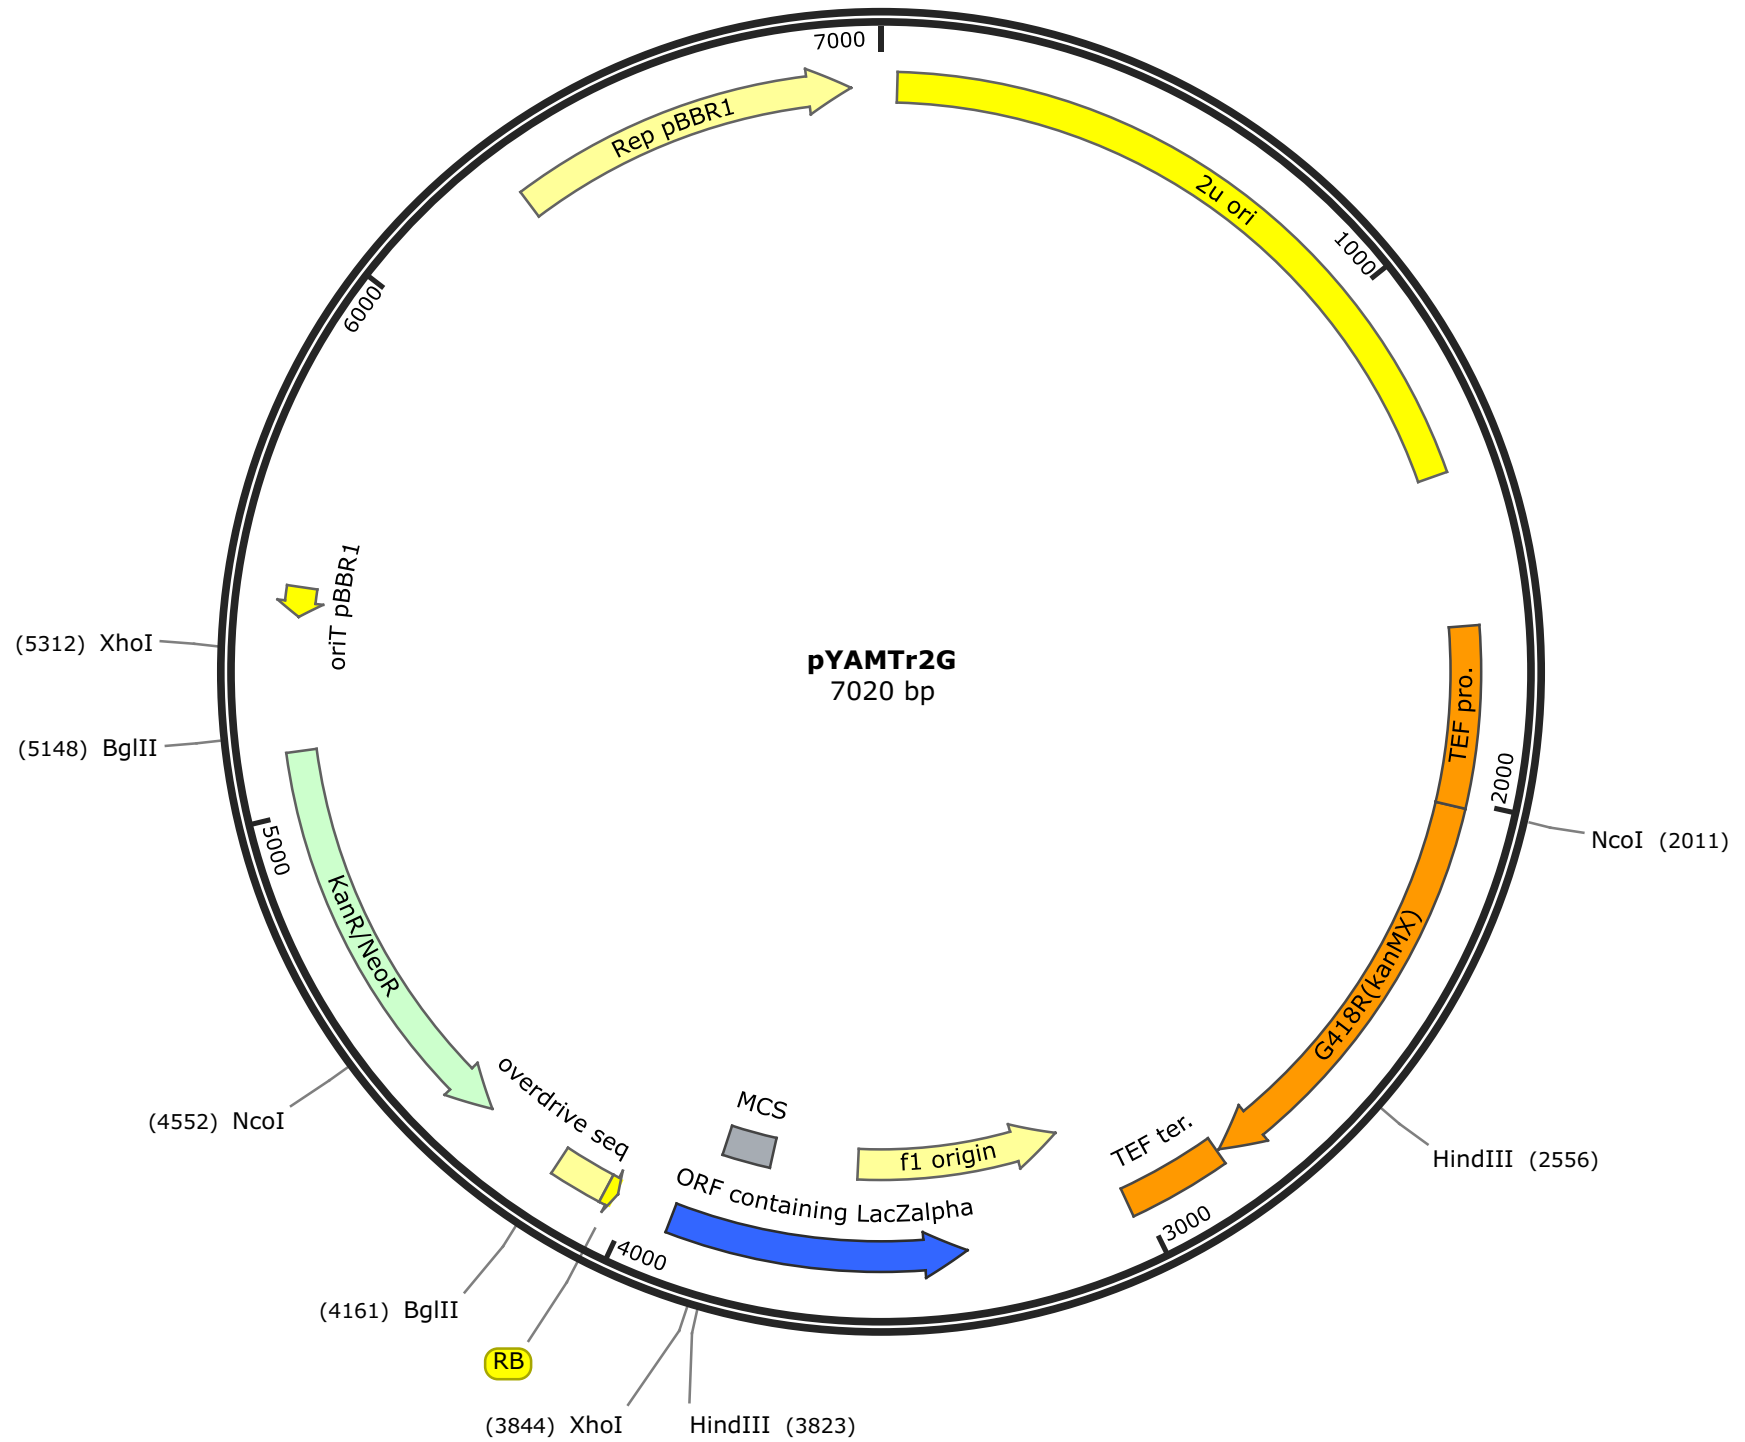 7000
Rep pBBR1
2u ori
1000
6000
oriT pBBR1
(5312) XhoI
pYAMTr2G
7020 bp
TEF pro.
(5148) BglII
2000
NcoI (2011)
5000
KanR/NeoR
G418R(kanMX)
overdrive seq
MCS
(4552) NcoI
f1 origin
TEF ter.
HindIII (2556)
ORF containing LacZalpha
3000
4000
(4161) BglII
RB
(3844) XhoI
HindIII (3823)